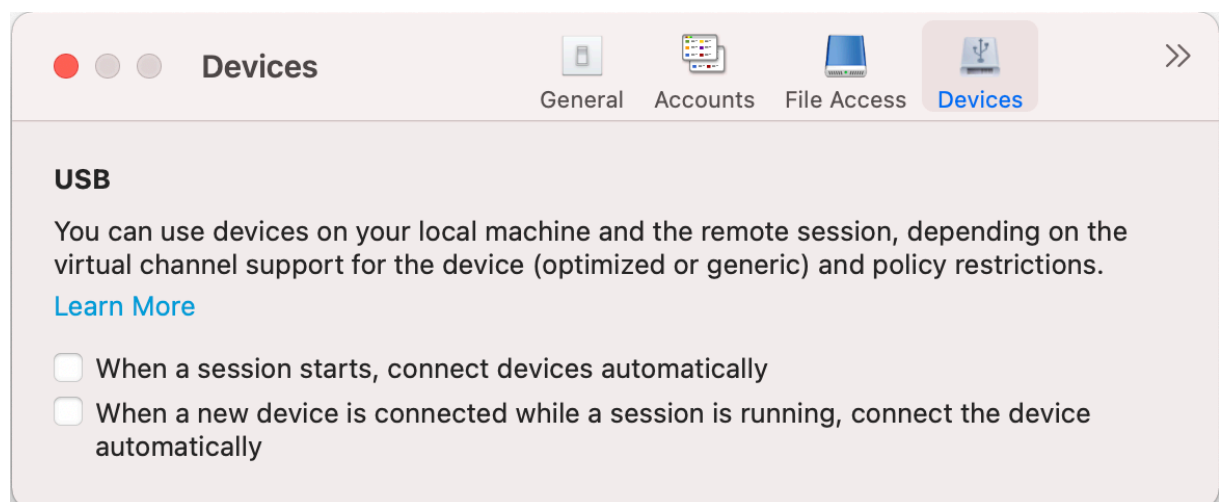 Devices
General
Accounts
File Access
Devices
USB
You can use devices on your local machine and the remote session, depending on the
virtual channel support for the device (optimized or generic) and policy restrictions.
Learn More
When a session starts, connect devices automatically
When a new device is connected while a session is running, connect the device
automatically